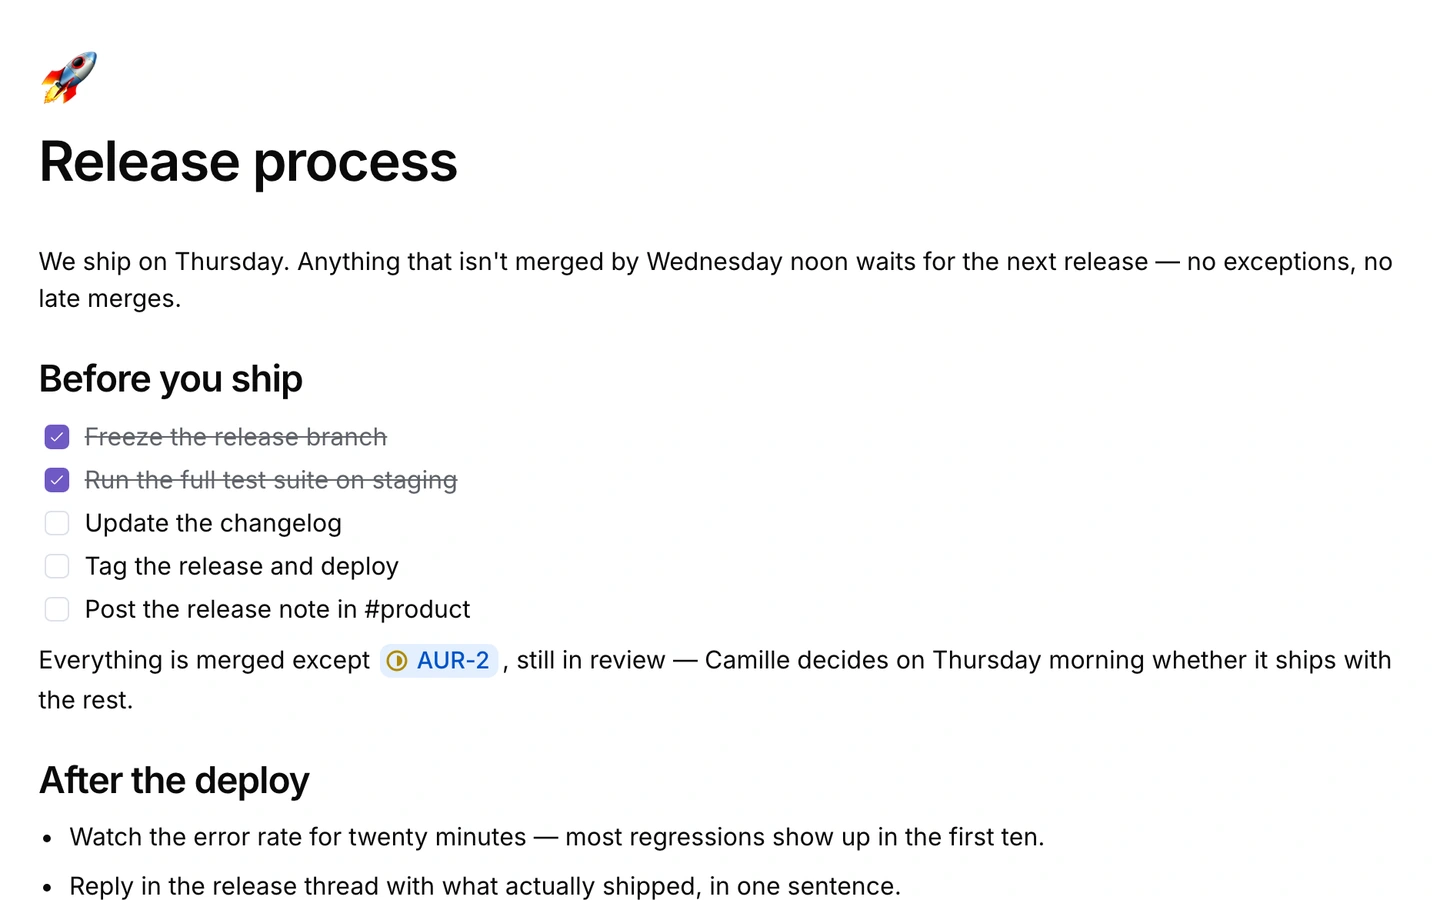 Release process
We ship on Thursday. Anything that isn't merged by Wednesday noon waits for the next release — no exceptions, no
late merges.
Before you ship
Freeze the release branch
Run the full test suite on staging
Update the changelog
Tag the release and deploy
Post the release note in #product
Everything is merged except AUR-2 , still in review — Camille decides on Thursday morning whether it ships with
the rest.
After the deploy
• Watch the error rate for twenty minutes — most regressions show up in the first ten.
• Reply in the release thread with what actually shipped, in one sentence.